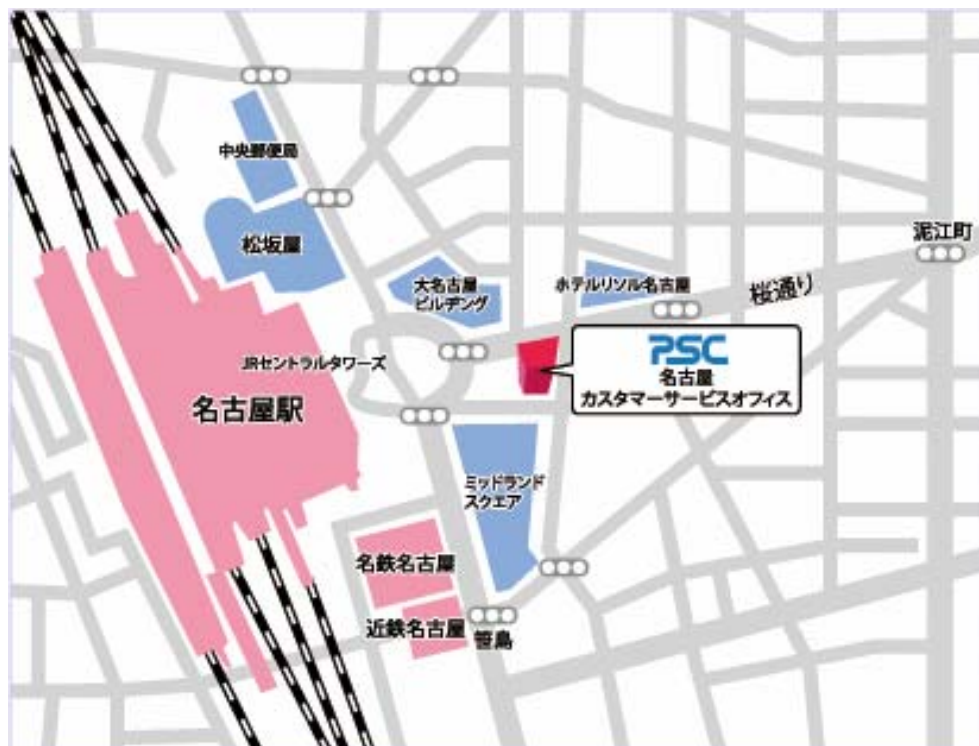 中央郵便局
松坂屋
大名古屋
ビルヂング
ホテルリソル名古屋
桜通り
泥江町
JRセントラルタワーズ
名古屋駅
PSC
名古屋
カスタマーサービスオフィス
ミッドランド
スクエア
名鉄名古屋
近鉄名古屋
笹島